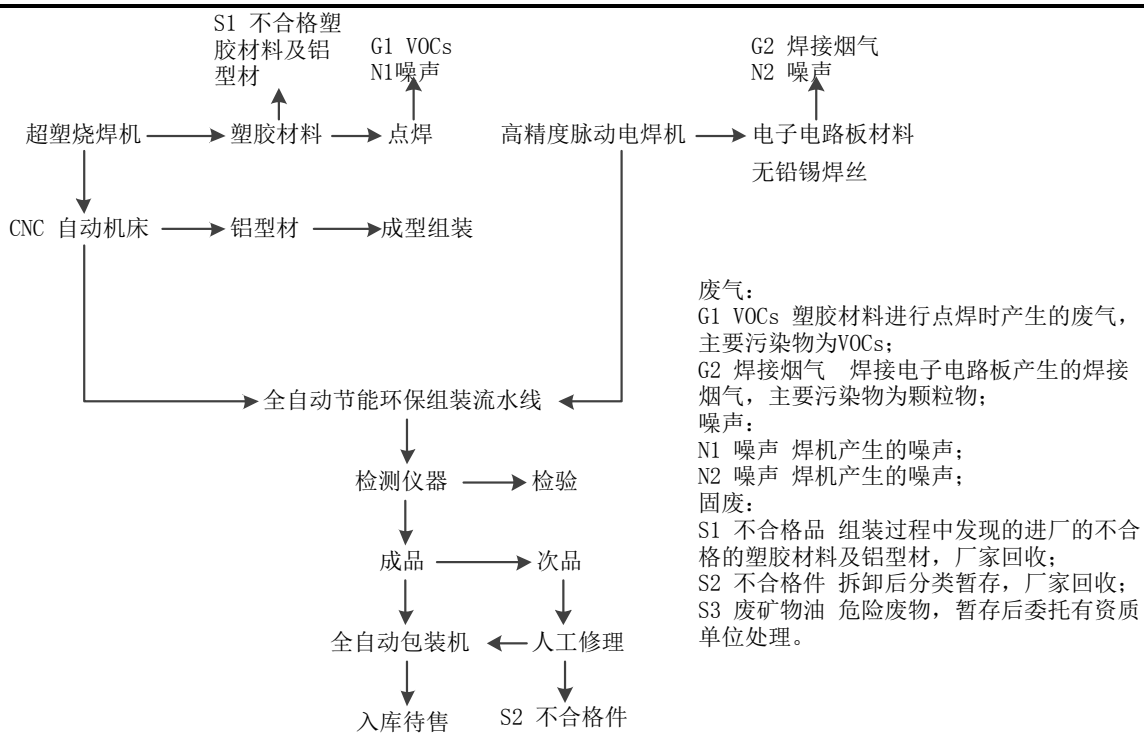 S1 不合格塑
胶材料及铝
型材
G1 VOCs
N1噪声
G2 焊接烟气
N2 噪声
超塑烧焊机
塑胶材料
点焊
高精度脉动电焊机
电子电路板材料
无铅锡焊丝
CNC 自动机床
铝型材
成型组装
废气：
G1 VOCs 塑胶材料进行点焊时产生的废气，
主要污染物为VOCs；
G2 焊接烟气 焊接电子电路板产生的焊接
烟气，主要污染物为颗粒物；
噪声：
N1 噪声 焊机产生的噪声；
N2 噪声 焊机产生的噪声；
固废：
S1 不合格品 组装过程中发现的进厂的不合
格的塑胶材料及铝型材，厂家回收；
S2 不合格件 拆卸后分类暂存，厂家回收；
S3 废矿物油 危险废物，暂存后委托有资质
单位处理。
全自动节能环保组装流水线
检测仪器
检验
成品
次品
全自动包装机
人工修理
入库待售
S2 不合格件